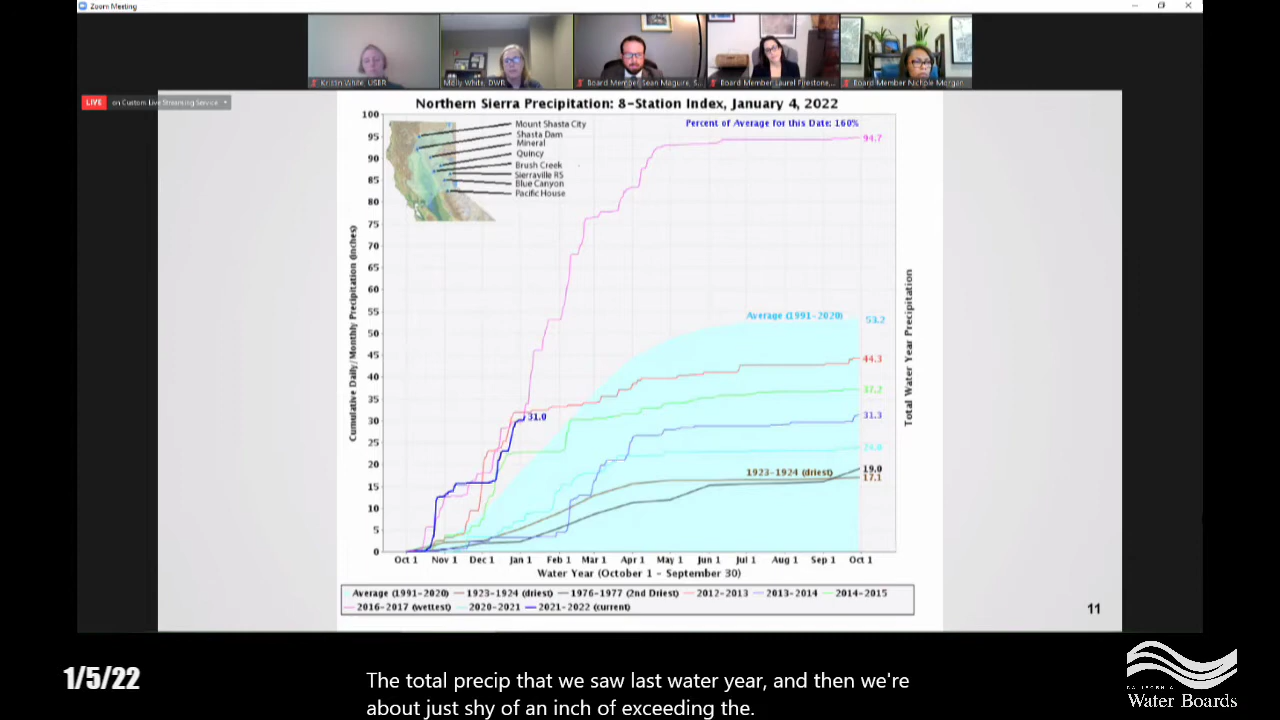 Zoom Meeting
Kristin White, USBR
Molly White, DWR
Board Member Sean Maguire, S...
Board Member Laurel Firestone,...
Board Member Nichole Morgan,
LIVE
on Custom Live Streaming Service
Northern Sierra Precipitation: 8-Station Index, January 4, 2022
Percent of Average for this Date: 160%
Mount Shasta City
Shasta Dam
Mineral
Quincy
Brush Creek
Sierraville RS
Blue Canyon
Pacific House
Cumulative Daily/Monthly Precipitation (inches)
100
95
90
85
80
75
70
65
60
55
50
45
40
35
30
25
20
15
10
5
0
94.7
Average (1991-2020)
53.2
44.3
37.2
31.0
31.3
24.0
1923-1924 (driest)
19.0
17.1
Total Water Year Precipitation
Oct 1 Nov 1 Dec 1 Jan 1 Feb 1 Mar 1 Apr 1 May 1 Jun 1 Jul 1 Aug 1 Sep 1 Oct 1
Water Year (October 1 - September 30)
Average (1991-2020) 1923-1924 (driest) 1976-1977 (2nd Driest) 2012-2013 2013-2014 2014-2015
2016-2017 (wettest) 2020-2021 2021-2022 (current)
11
1/5/22
The total precip that we saw last water year, and then we're
about just shy of an inch of exceeding the.
CALIFORNIA
Water Boards